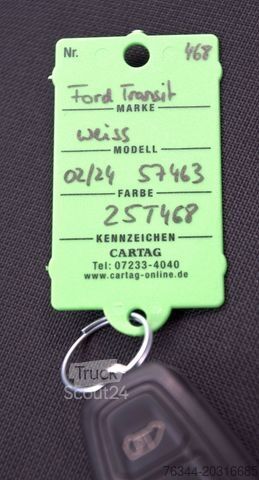 Nr. 468
Ford Transit
MARKE
weiss
MODELL
02/24 57463
FARBE
25T468
KENNZEICHEN
CARTAG
Tel: 07233-4040
www.cartag-online.de
Truck
Scout24
76344-20316685